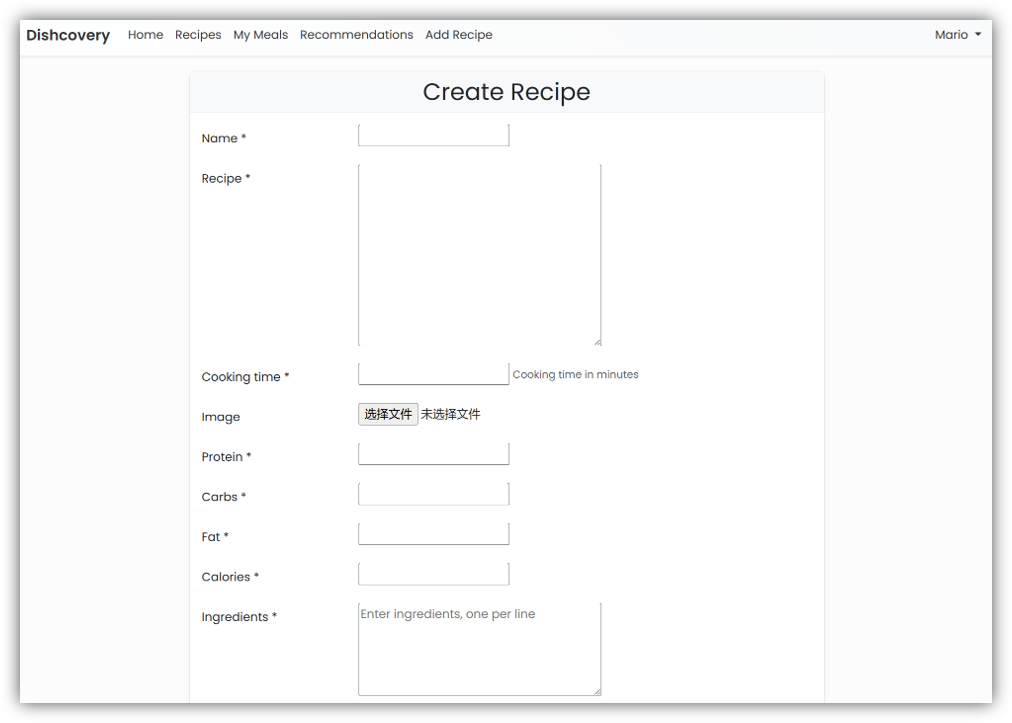 Dishcovery Home Recipes My Meals Recommendations Add Recipe Mario
Create Recipe
Name *
Recipe *
Cooking time * Cooking time in minutes
Image 选择文件 未选择文件
Protein *
Carbs *
Fat *
Calories *
Ingredients * Enter ingredients, one per line